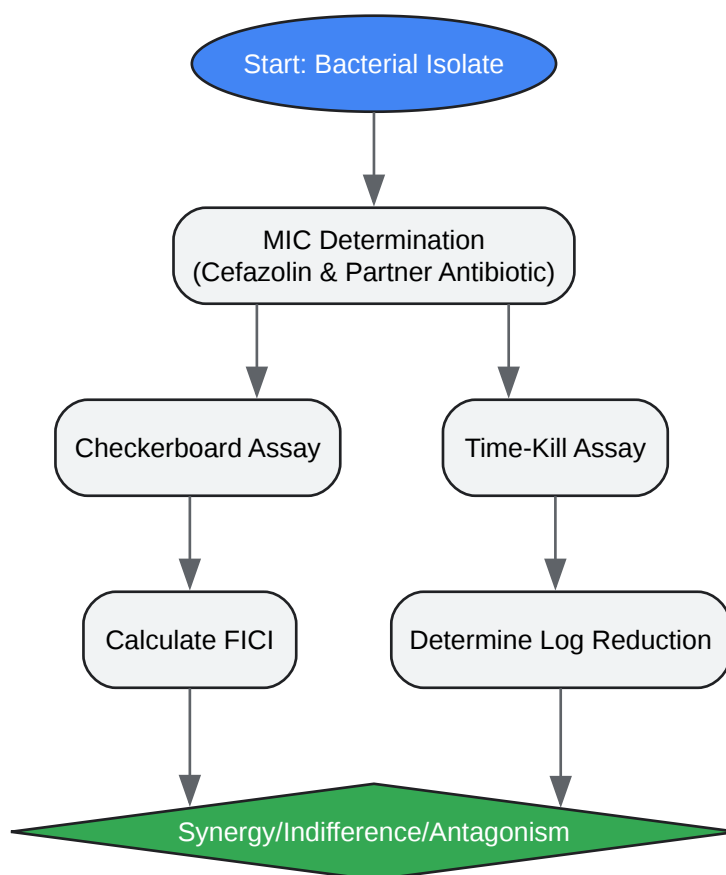 Start: Bacterial Isolate
MIC Determination
(Cefazolin & Partner Antibiotic)
Checkerboard Assay
Time-Kill Assay
Calculate FICI
Determine Log Reduction
Synergy/Indifference/Antagonism